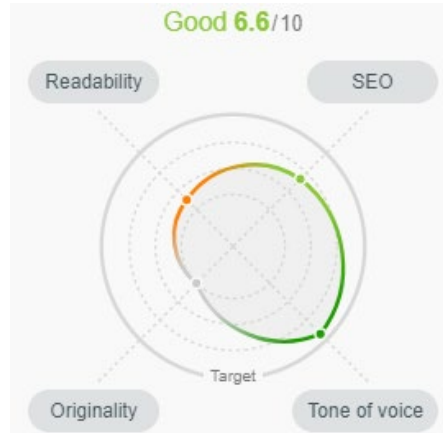 Good 6.6/10
Readability
SEO
Target
Originality
Tone of voice